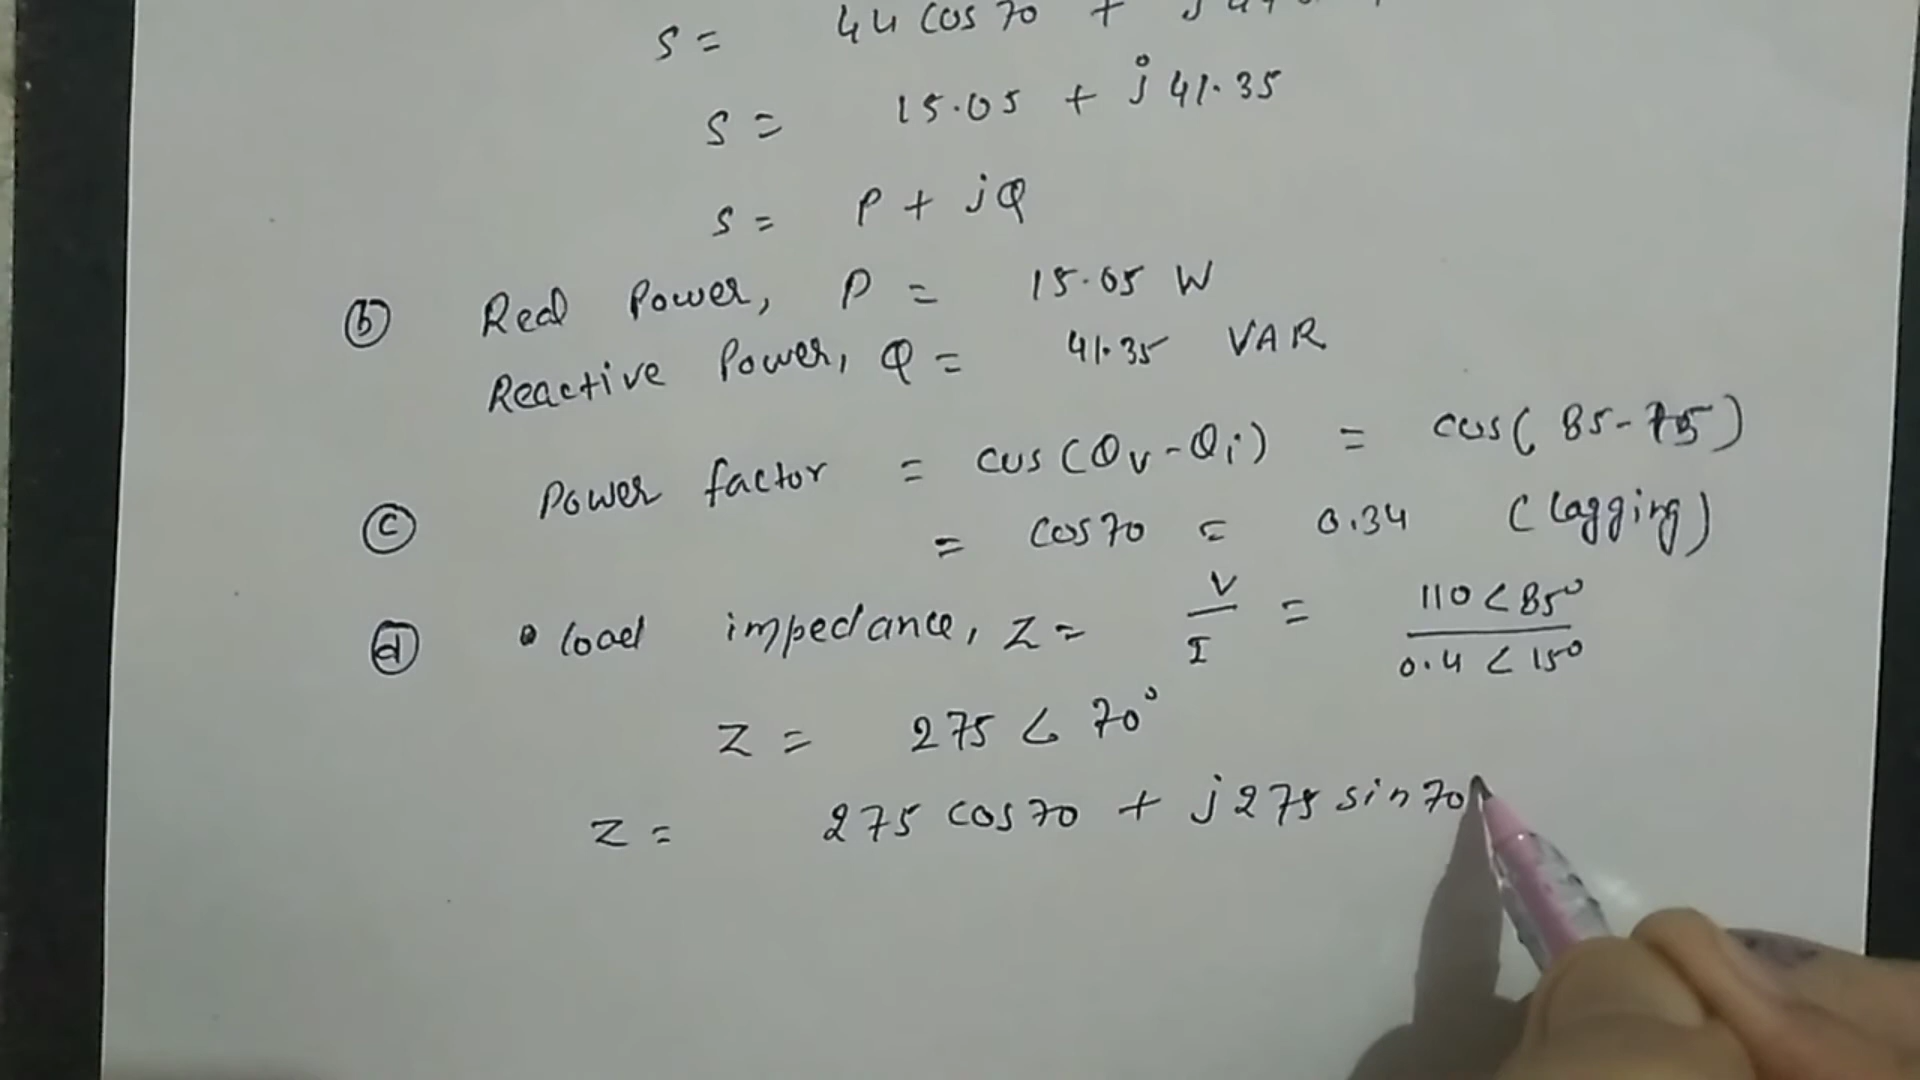 S = 44 cos 70 + j 44
S = 15.05 + j 41.35
S = P + jQ
(b) Real Power, P = 15.05 W
Reactive Power, Q = 41.35 VAR
(c) Power factor = cos(θv - θi) = cos(85-15)
= cos 70 = 0.34 (lagging)
(d) load impedance, Z = V/I = 110<85° / 0.4<15°
Z = 275 < 70°
Z = 275 cos 70 + j 275 sin 70